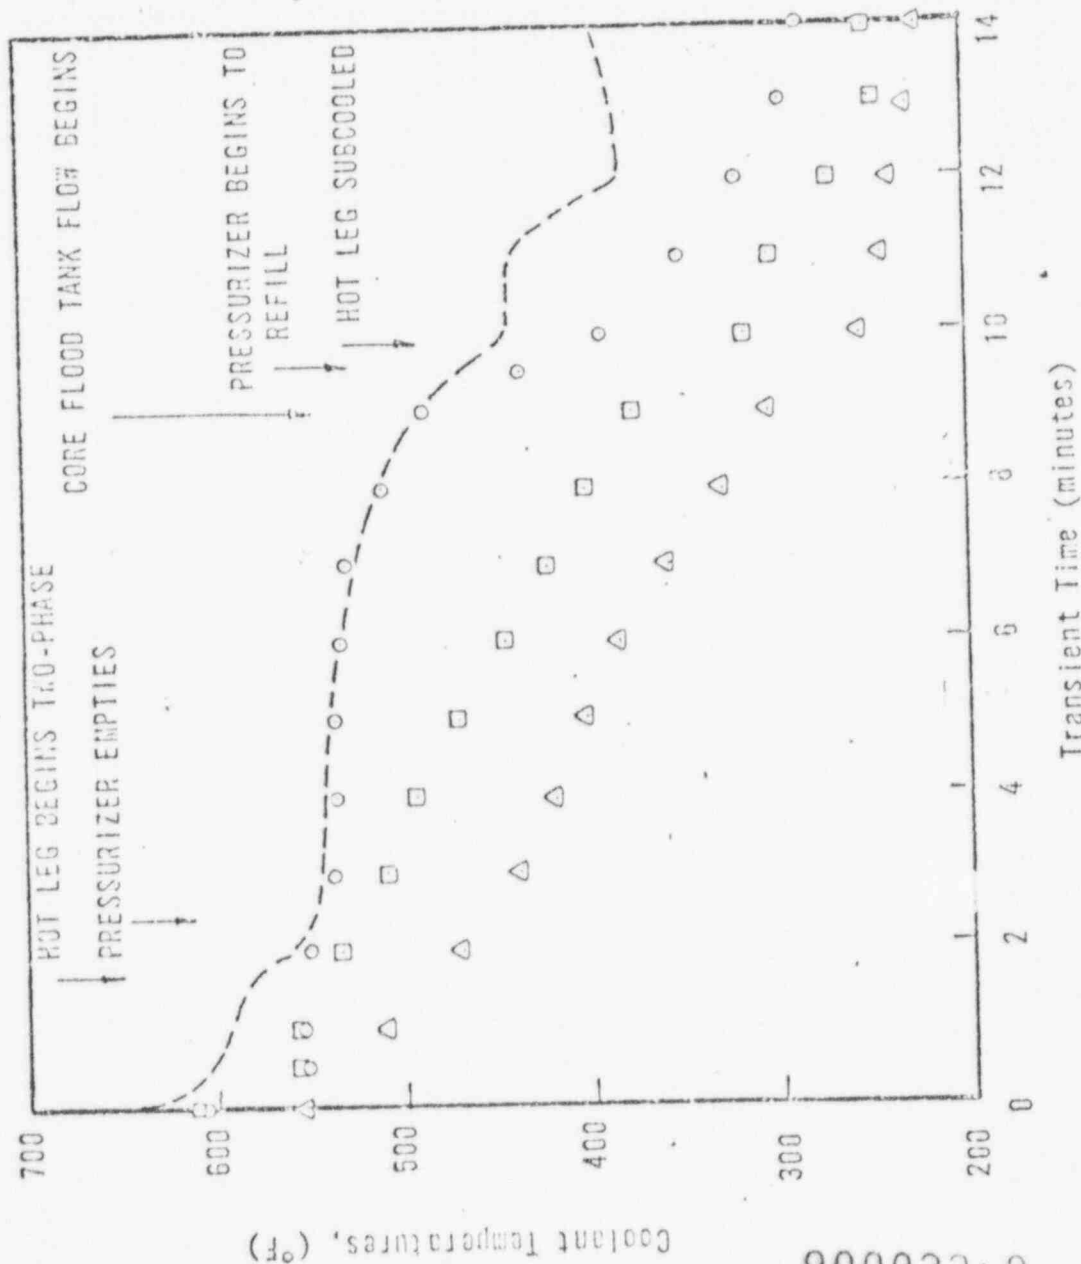 HOT LEG BEGINS TWO-PHASE
PRESSURIZER EMPTIES
CORE FLOOD TANK FLOW BEGINS
PRESSURIZER BEGINS TO
REFILL
HOT LEG SUBCOOLED
700
600
500
400
300
200
0
2
4
6
8
10
12
14
Coolant Temperatures, (°F)
Transient Time (minutes)